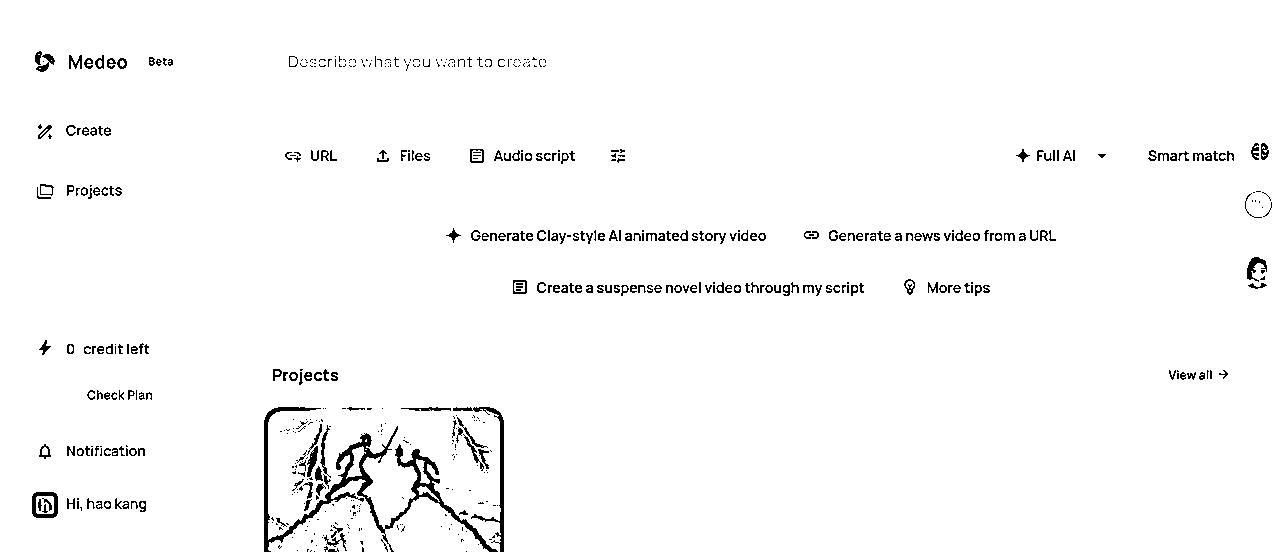 Medeo Beta
Describe what you want to create
Create
URL Files Audio script Full AI Smart match
Projects
Generate Clay-style AI animated story video Generate a news video from a URL
Create a suspense novel video through my script More tips
0 credit left
Projects View all →
Check Plan
Notification
Hi, hao kang